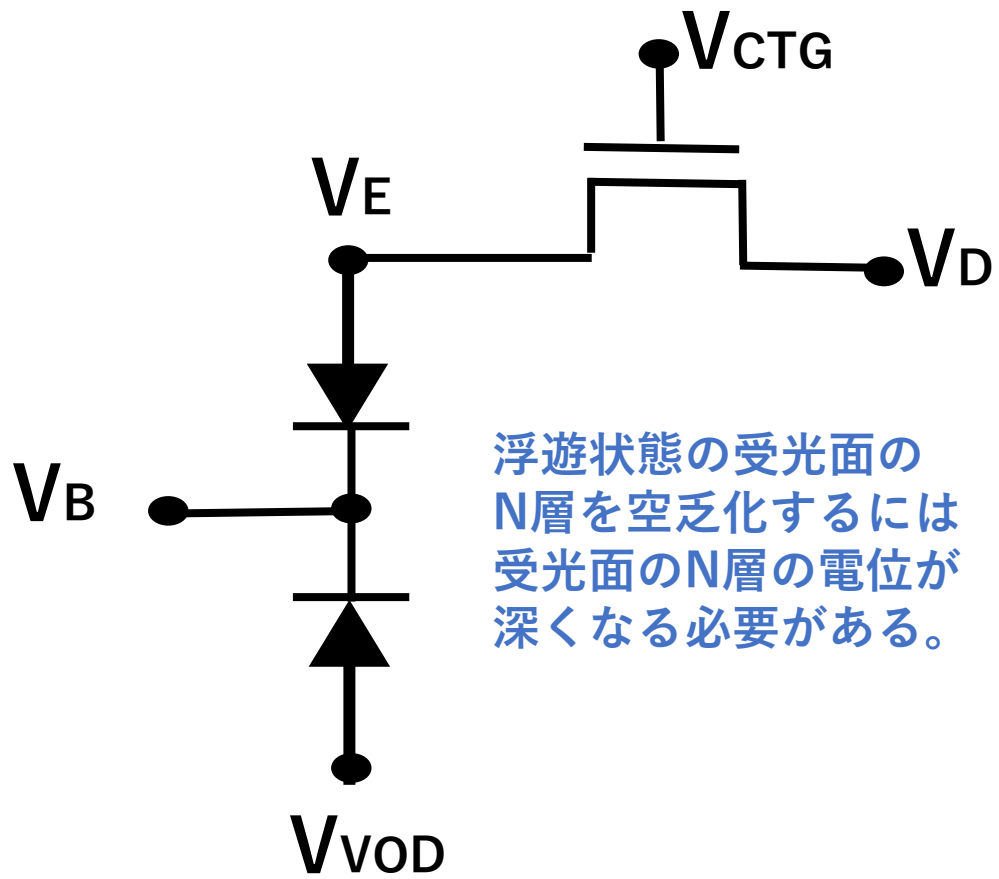 VCTG
VE
VD
VB
浮遊状態の受光面の
N層を空乏化するには
受光面のN層の電位が
深くなる必要がある。
VVOD